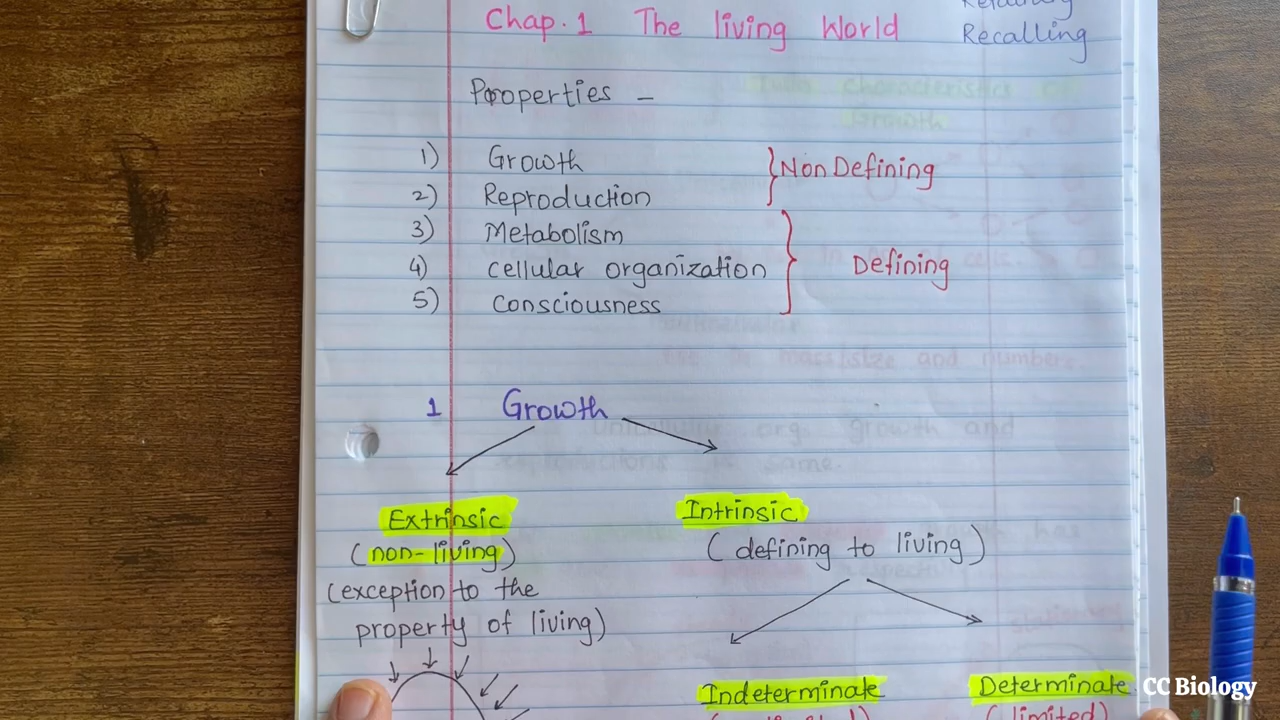 Chap. 1 The living World
Recalling
Properties –
1) Growth
2) Reproduction
} Non Defining
3) Metabolism
4) cellular organization
5) consciousness
} Defining
1 Growth
Extrinsic
(non-living)
(exception to the
property of living)
Intrinsic
(defining to living)
Indeterminate
Determinate
(limited)
CC Biology